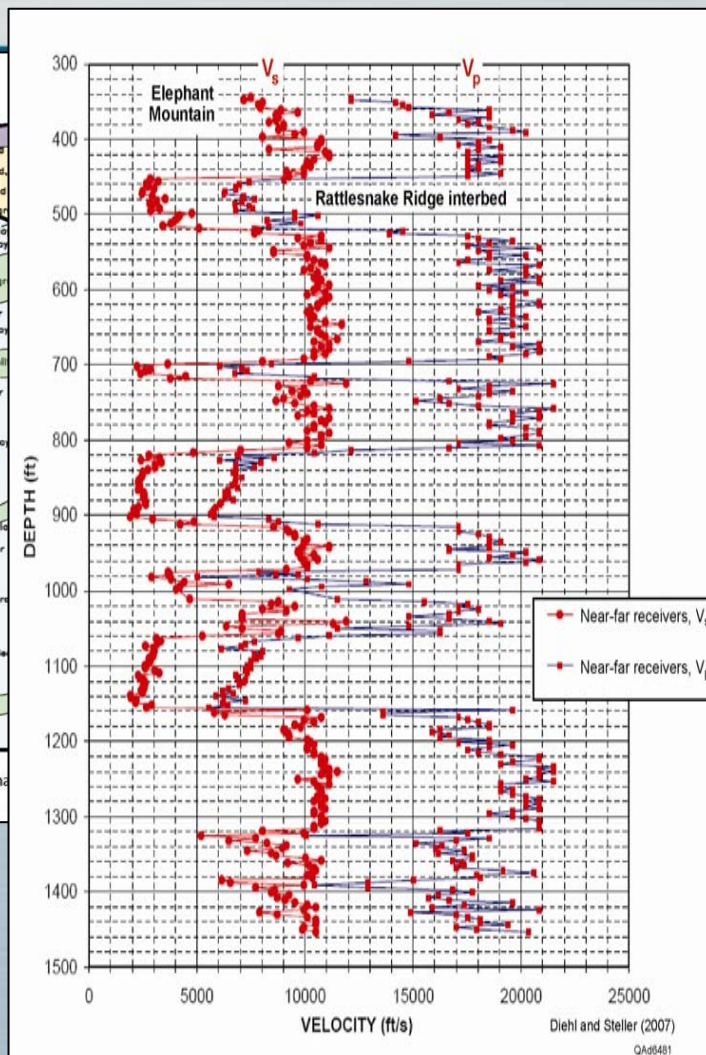 V_s
V_p
Elephant
Mountain
Rattlesnake Ridge interbed
DEPTH (ft)
300
400
500
600
700
800
900
1000
1100
1200
1300
1400
1500
Near-far receivers, V
Near-far receivers, V
0
5000
10000
15000
20000
25000
VELOCITY (ft/s)
Diehl and Steller (2007)
QAd6481